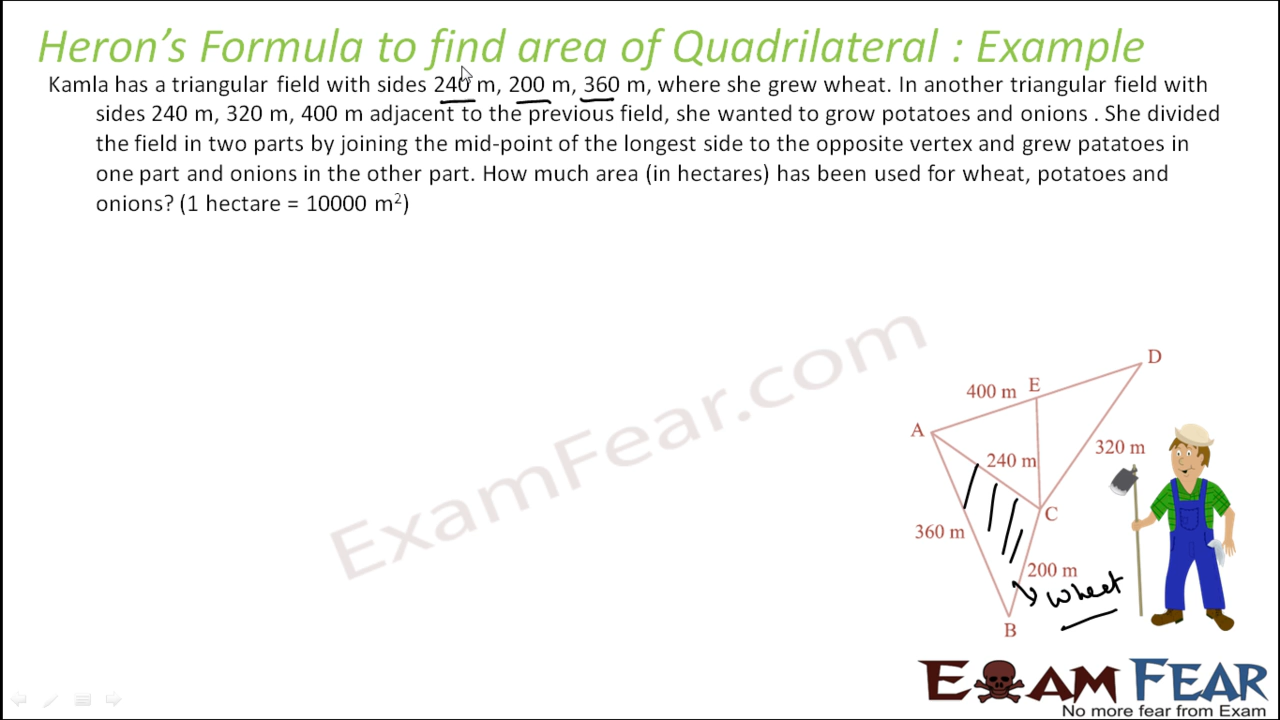 Heron’s Formula to find area of Quadrilateral : Example
Kamla has a triangular field with sides 240 m, 200 m, 360 m, where she grew wheat. In another triangular field with
sides 240 m, 320 m, 400 m adjacent to the previous field, she wanted to grow potatoes and onions . She divided
the field in two parts by joining the mid-point of the longest side to the opposite vertex and grew patatoes in
one part and onions in the other part. How much area (in hectares) has been used for wheat, potatoes and
onions? (1 hectare = 10000 m²)
ExamFear.com
D
400 m E
A
320 m
240 m
C
360 m
200 m
wheet
B
EXAM FEAR
No more fear from Exam